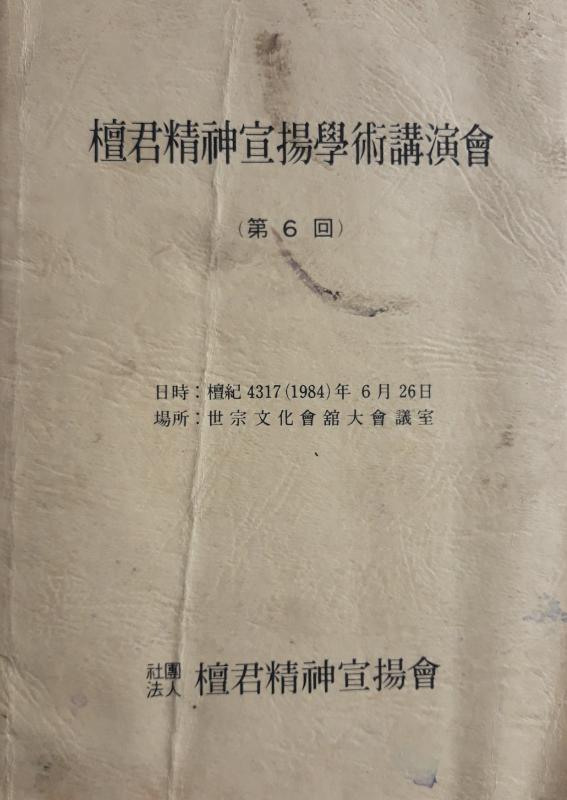 檀君精神宣揚學術講演會
(第 6 回)
日時：檀紀 4317(1984)年 6月 26日
場所：世宗文化會舘大會議室
社團法人 檀君精神宣揚會